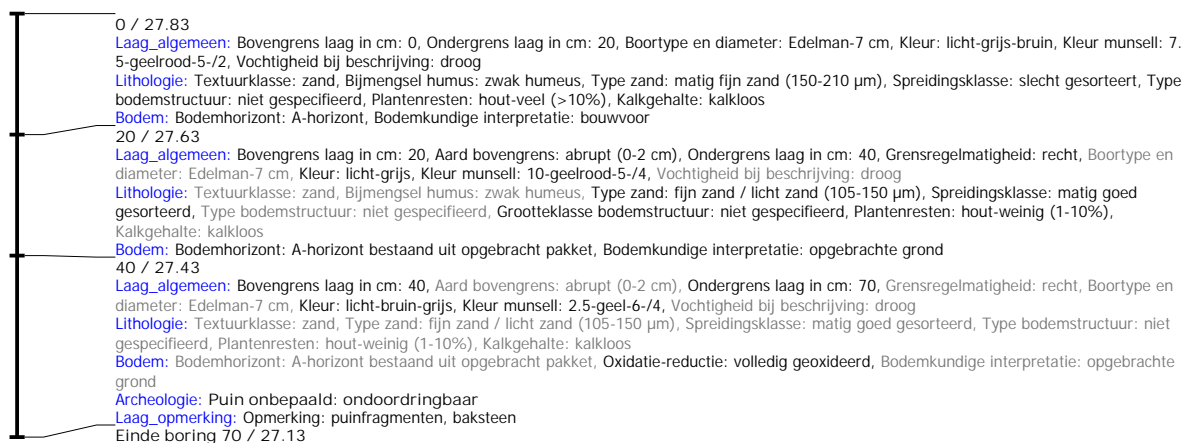 0 / 27.83
Laag_algemeen: Bovengrens laag in cm: 0, Ondergrens laag in cm: 20, Boortype en diameter: Edelman-7 cm, Kleur: licht-grijs-bruin, Kleur munsell: 7.
5-geelrood-5-/2, Vochtigheid bij beschrijving: droog
Lithologie: Textuurklasse: zand, Bijmengsel humus: zwak humeus, Type zand: matig fijn zand (150-210 µm), Spreidingsklasse: slecht gesorteert, Type
bodemstructuur: niet gespecifieerd, Plantenresten: hout-veel (>10%), Kalkgehalte: kalkloos
Bodem: Bodemhorizont: A-horizont, Bodemkundige interpretatie: bouwvoor
20 / 27.63
Laag_algemeen: Bovengrens laag in cm: 20, Aard bovengrens: abrupt (0-2 cm), Ondergrens laag in cm: 40, Grensregelmatigheid: recht, Boortype en
diameter: Edelman-7 cm, Kleur: licht-grijs, Kleur munsell: 10-geelrood-5-/4, Vochtigheid bij beschrijving: droog
Lithologie: Textuurklasse: zand, Bijmengsel humus: zwak humeus, Type zand: fijn zand / licht zand (105-150 µm), Spreidingsklasse: matig goed
gesorteerd, Type bodemstructuur: niet gespecifieerd, Grootteklasse bodemstructuur: niet gespecifieerd, Plantenresten: hout-weinig (1-10%),
Kalkgehalte: kalkloos
Bodem: Bodemhorizont: A-horizont bestaand uit opgebracht pakket, Bodemkundige interpretatie: opgebrachte grond
40 / 27.43
Laag_algemeen: Bovengrens laag in cm: 40, Aard bovengrens: abrupt (0-2 cm), Ondergrens laag in cm: 70, Grensregelmatigheid: recht, Boortype en
diameter: Edelman-7 cm, Kleur: licht-bruin-grijs, Kleur munsell: 2.5-geel-6-/4, Vochtigheid bij beschrijving: droog
Lithologie: Textuurklasse: zand, Type zand: fijn zand / licht zand (105-150 µm), Spreidingsklasse: matig goed gesorteerd, Type bodemstructuur: niet
gespecifieerd, Plantenresten: hout-weinig (1-10%), Kalkgehalte: kalkloos
Bodem: Bodemhorizont: A-horizont bestaand uit opgebracht pakket, Oxidatie-reductie: volledig geoxideerd, Bodemkundige interpretatie: opgebrachte
grond
Archeologie: Puin onbepaald: ondoordringbaar
Laag_opmerking: Opmerking: puinfragmenten, baksteen
Einde boring 70 / 27.13